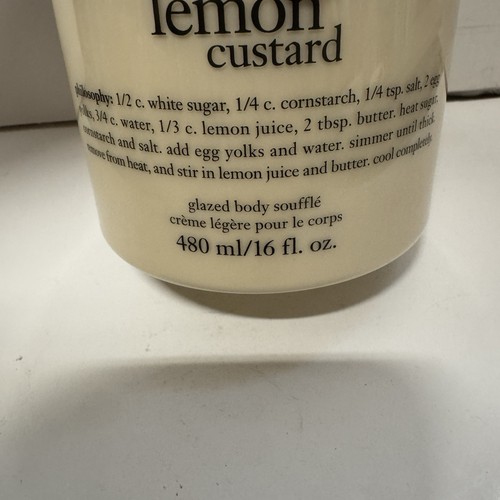 lemon
custard
philosophy: 1/2 c. white sugar, 1/4 c. cornstarch, 1/4 tsp. salt. 2 egg
yolks, 3/4 c. water, 1/3 c. lemon juice, 2 tbsp. butter. heat sugar,
cornstarch and salt. add egg yolks and water. simmer until thick.
remove from heat, and stir in lemon juice and butter. cool completely.
glazed body soufflé
crème légère pour le corps
480 ml/16 fl. oz.